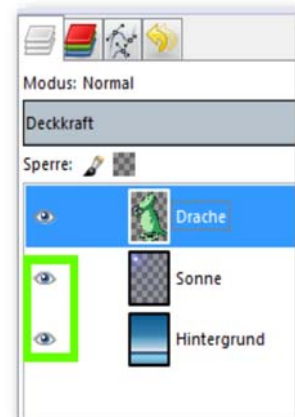 Modus: Normal
Deckkraft
Sperre:
Drache
Sonne
Hintergrund